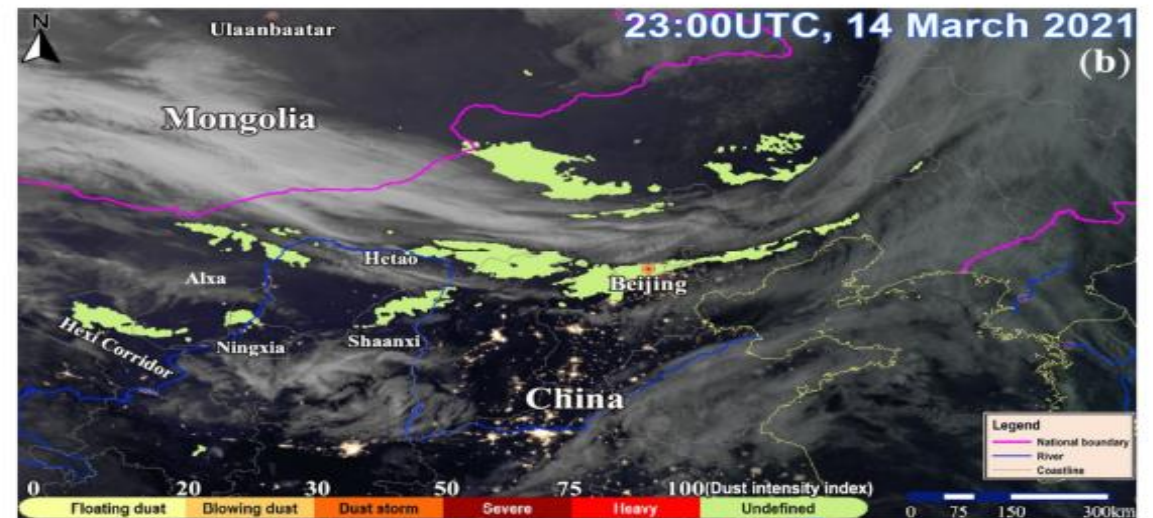 N
Ulaanbaatar
23:00UTC, 14 March 2021
(b)
Mongolia
Hetao
Alxa
Beijing
Hexi Corridor
Ningxia
Shaanxi
China
Legend
National boundary
River
Coastline
0 20 30 50 75 100(Dust intensity index)
Floating dust Blowing dust Dust storm Severe Heavy Undefined
0 75 150 300km